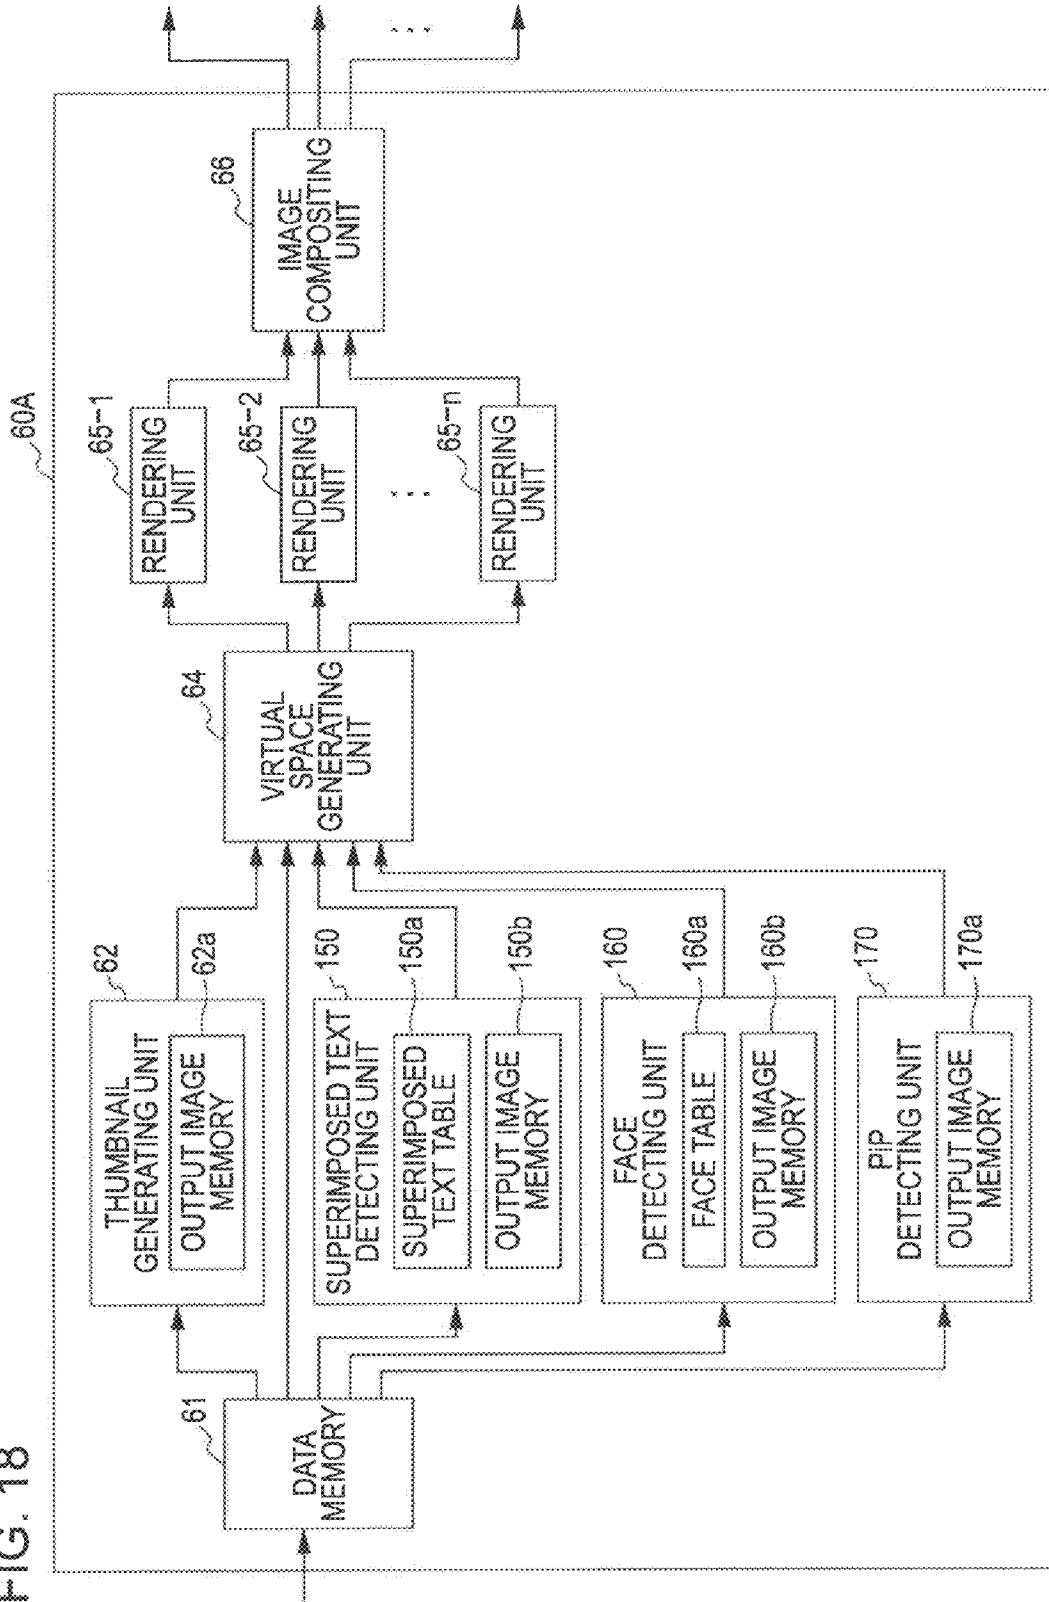 FIG. 18
60A
61
DATA
MEMORY
62
THUMBNAIL
GENERATING UNIT
62a
OUTPUT IMAGE
MEMORY
150
SUPERIMPOSED TEXT
DETECTING UNIT
150a
SUPERIMPOSED
TEXT TABLE
150b
OUTPUT IMAGE
MEMORY
160
FACE
DETECTING UNIT
160a
FACE TABLE
160b
OUTPUT IMAGE
MEMORY
170
PIP
DETECTING UNIT
170a
OUTPUT IMAGE
MEMORY
64
VIRTUAL
SPACE
GENERATING
UNIT
65-1
RENDERING
UNIT
65-2
RENDERING
UNIT
...
65-n
RENDERING
UNIT
66
IMAGE
COMPOSITING
UNIT
...